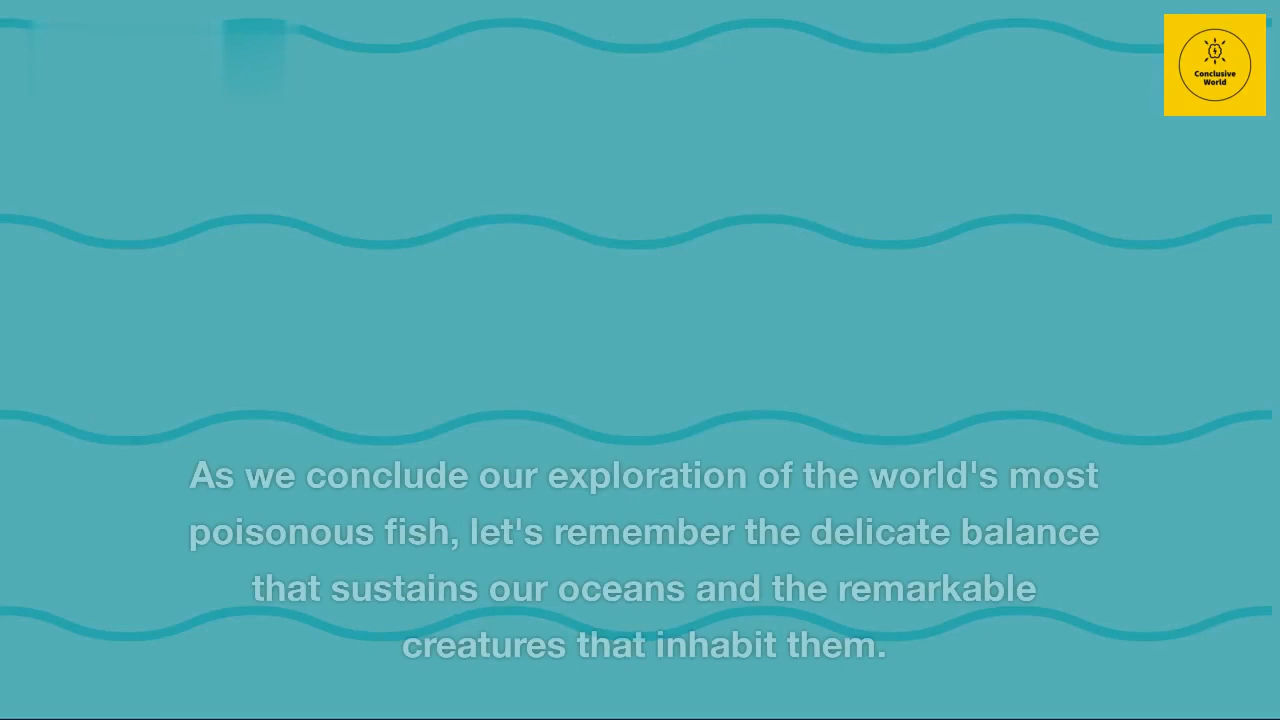 Conclusive
World
As we conclude our exploration of the world's most
poisonous fish, let's remember the delicate balance
that sustains our oceans and the remarkable
creatures that inhabit them.